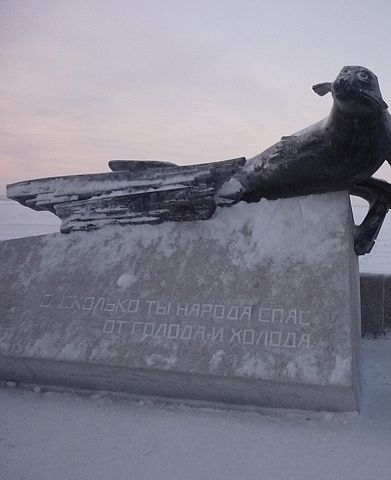 О, СКОЛЬКО ТЫ НАРОДА СПАС
ОТ ГОЛОДА И ХОЛОДА